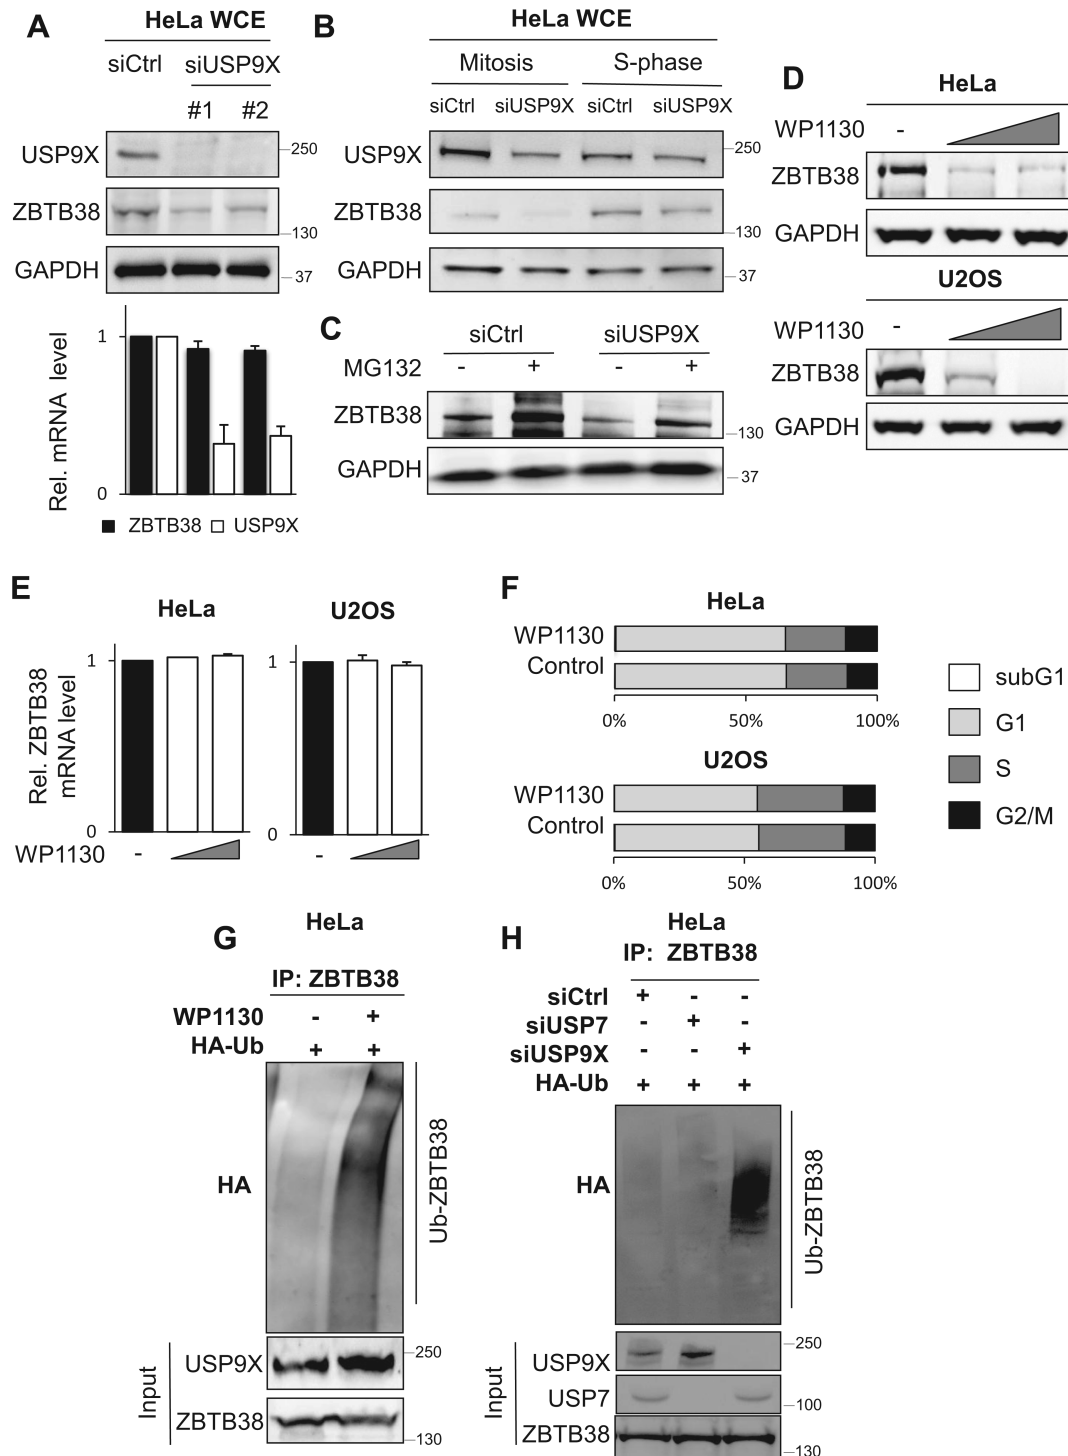 A
HeLa WCE
siCtrl siUSP9X
#1 #2
USP9X
250
ZBTB38
130
GAPDH
37
Rel. mRNA level
1
0
ZBTB38 USP9X
B
HeLa WCE
Mitosis S-phase
siCtrl siUSP9X siCtrl siUSP9X
USP9X
250
ZBTB38
130
GAPDH
37
C
siCtrl siUSP9X
MG132 - + - +
ZBTB38
130
GAPDH
37
D
HeLa
WP1130 -
ZBTB38
GAPDH
U2OS
WP1130 -
ZBTB38
GAPDH
E
HeLa
U2OS
Rel. ZBTB38
mRNA level
1
0
1
0
WP1130 - -
F
HeLa
WP1130
Control
0% 50% 100%
U2OS
WP1130
Control
0% 50% 100%
subG1
G1
S
G2/M
G
HeLa
IP: ZBTB38
WP1130 - +
HA-Ub + +
HA
Ub-ZBTB38
Input
USP9X
250
ZBTB38
130
H
HeLa
IP: ZBTB38
siCtrl + - -
siUSP7 - + -
siUSP9X - - +
HA-Ub + + +
HA
Ub-ZBTB38
Input
USP9X
250
USP7
100
ZBTB38
130